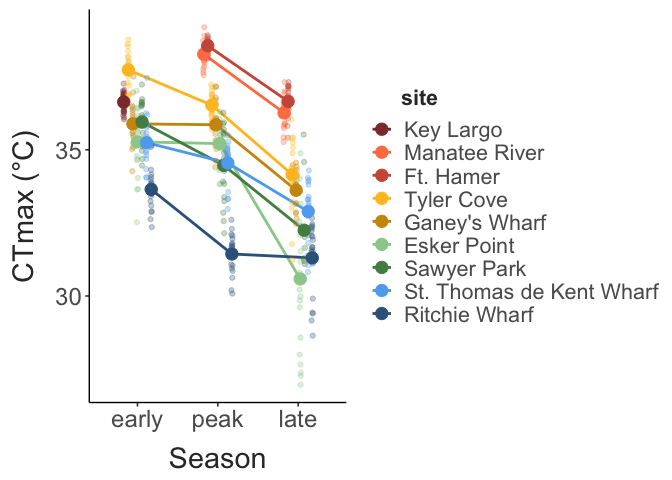 CTmax (°C)
35
30
early peak late
Season
site
Key Largo
Manatee River
Ft. Hamer
Tyler Cove
Ganey's Wharf
Esker Point
Sawyer Park
St. Thomas de Kent Wharf
Ritchie Wharf